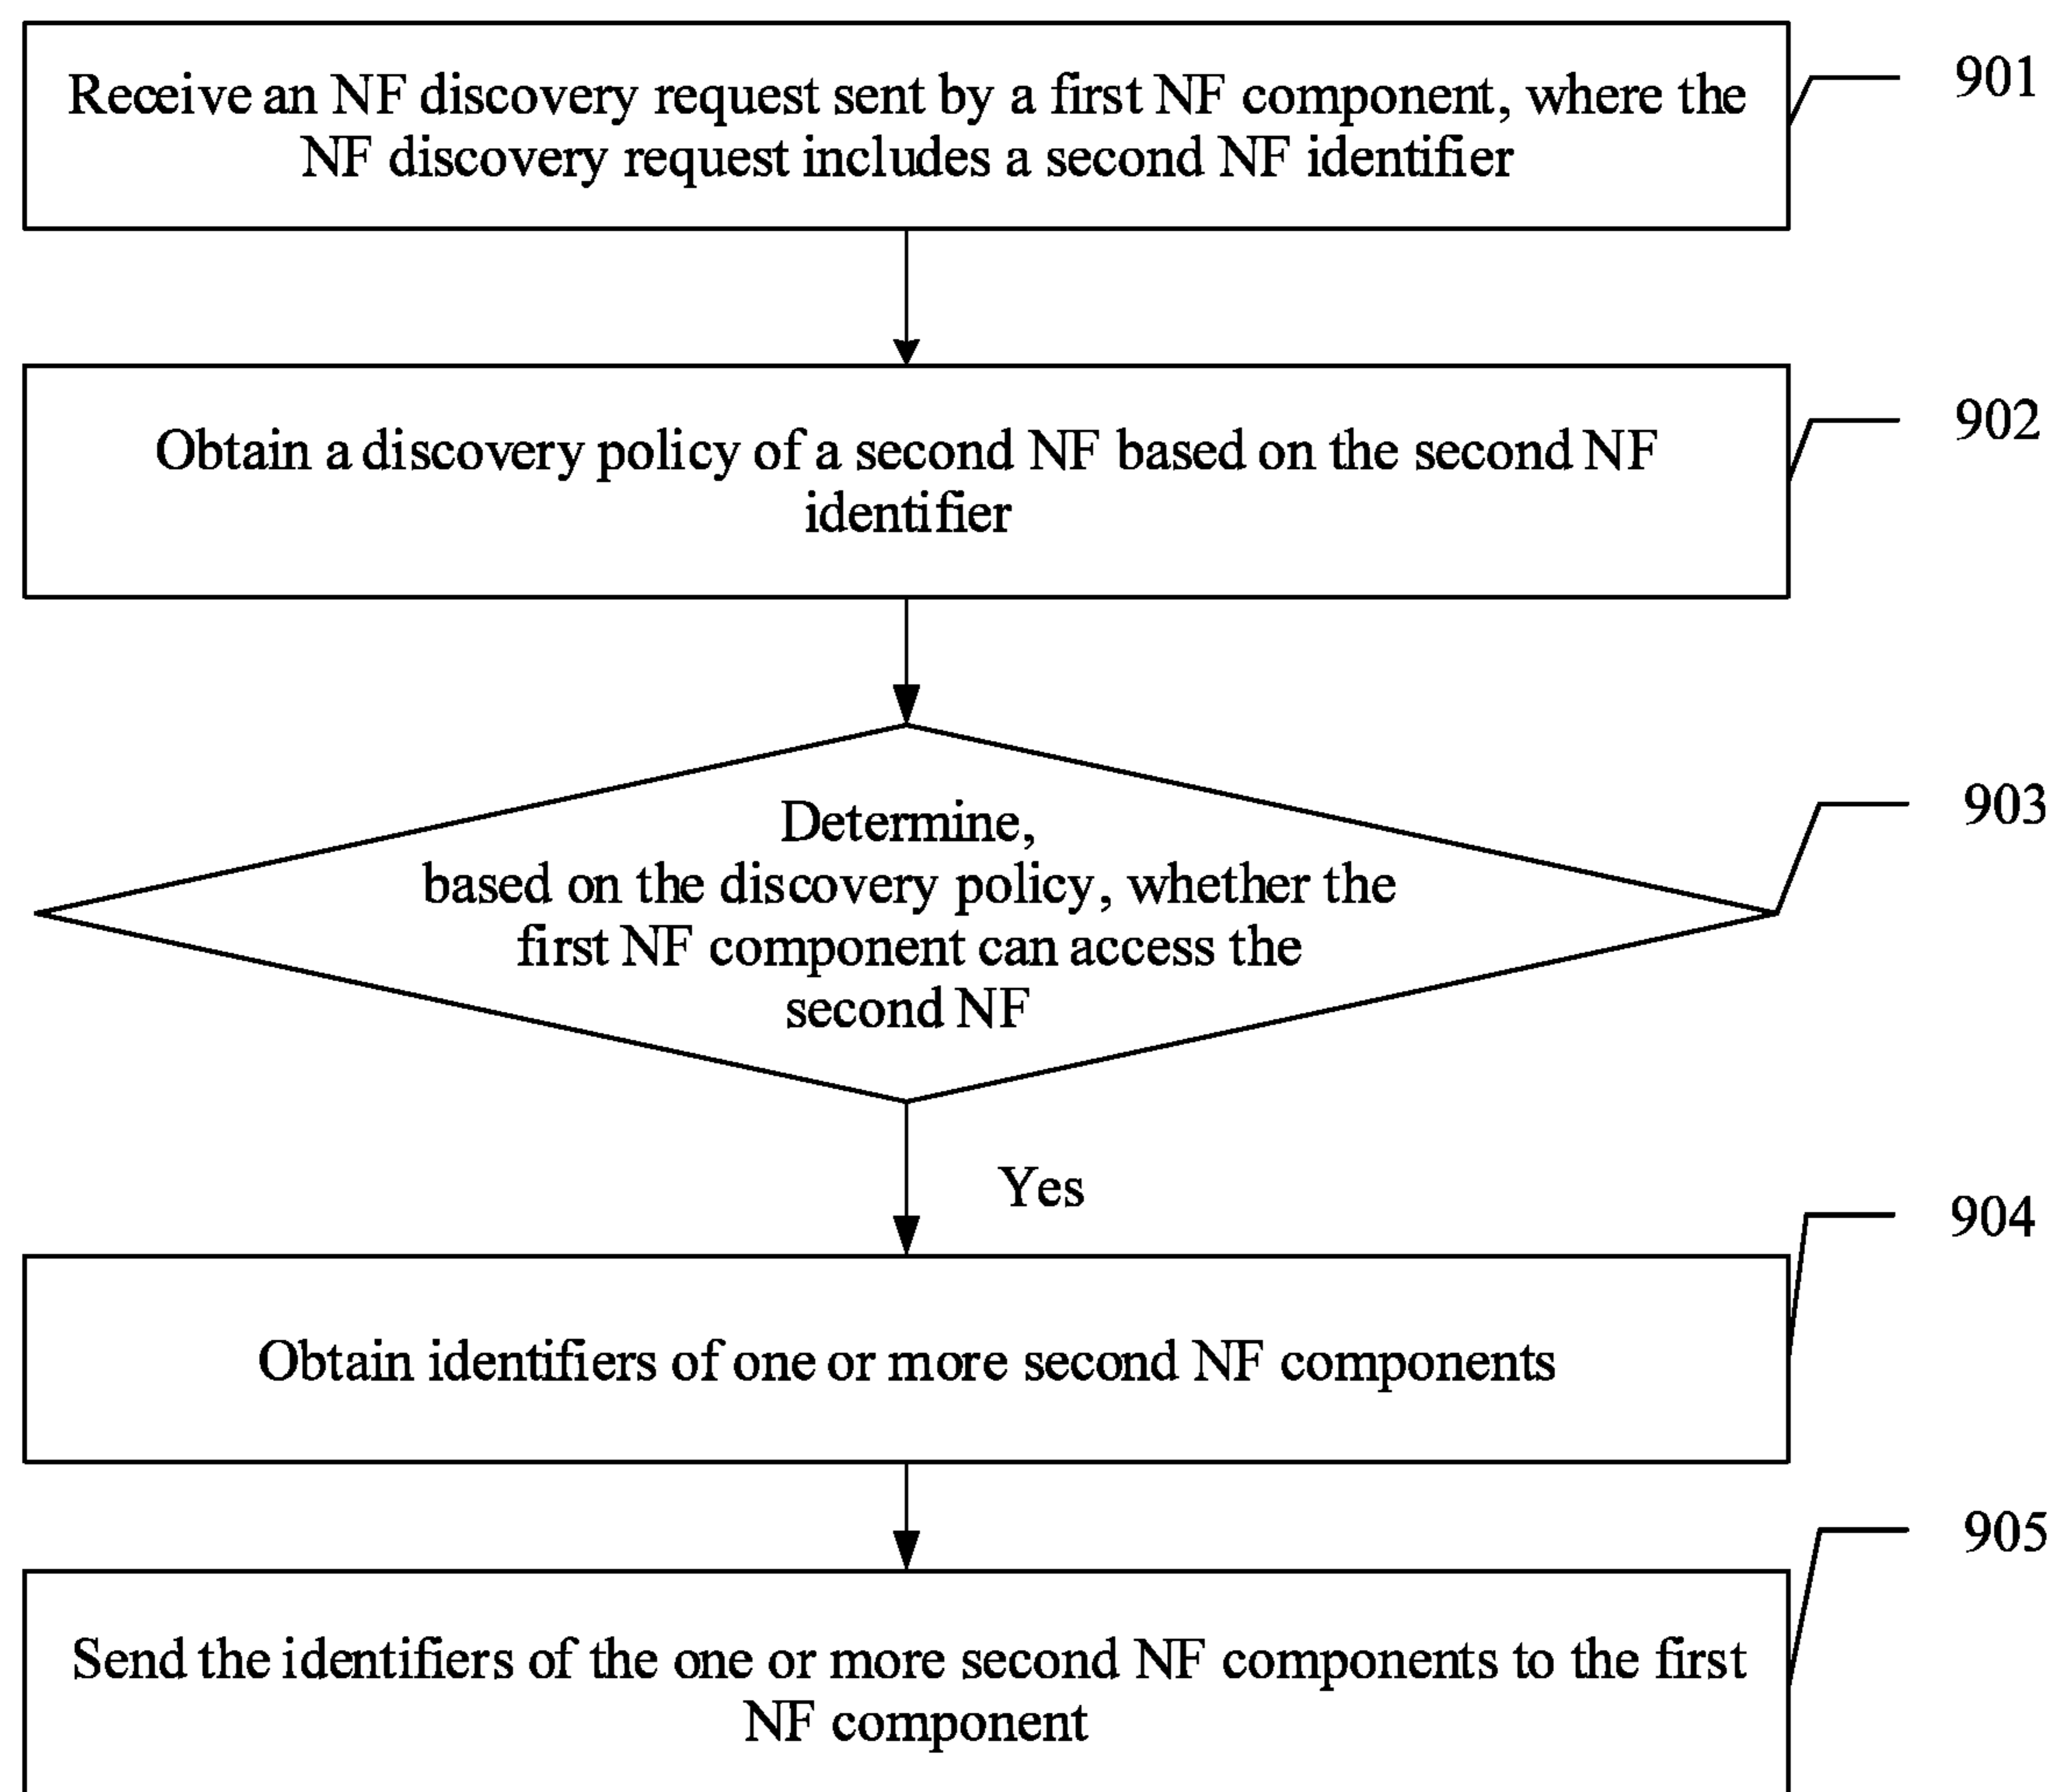 Receive an NF discovery request sent by a first NF component, where the
NF discovery request includes a second NF identifier
901
Obtain a discovery policy of a second NF based on the second NF
identifier
902
Determine,
based on the discovery policy, whether the
first NF component can access the
second NF
903
Yes
904
Obtain identifiers of one or more second NF components
905
Send the identifiers of the one or more second NF components to the first
NF component